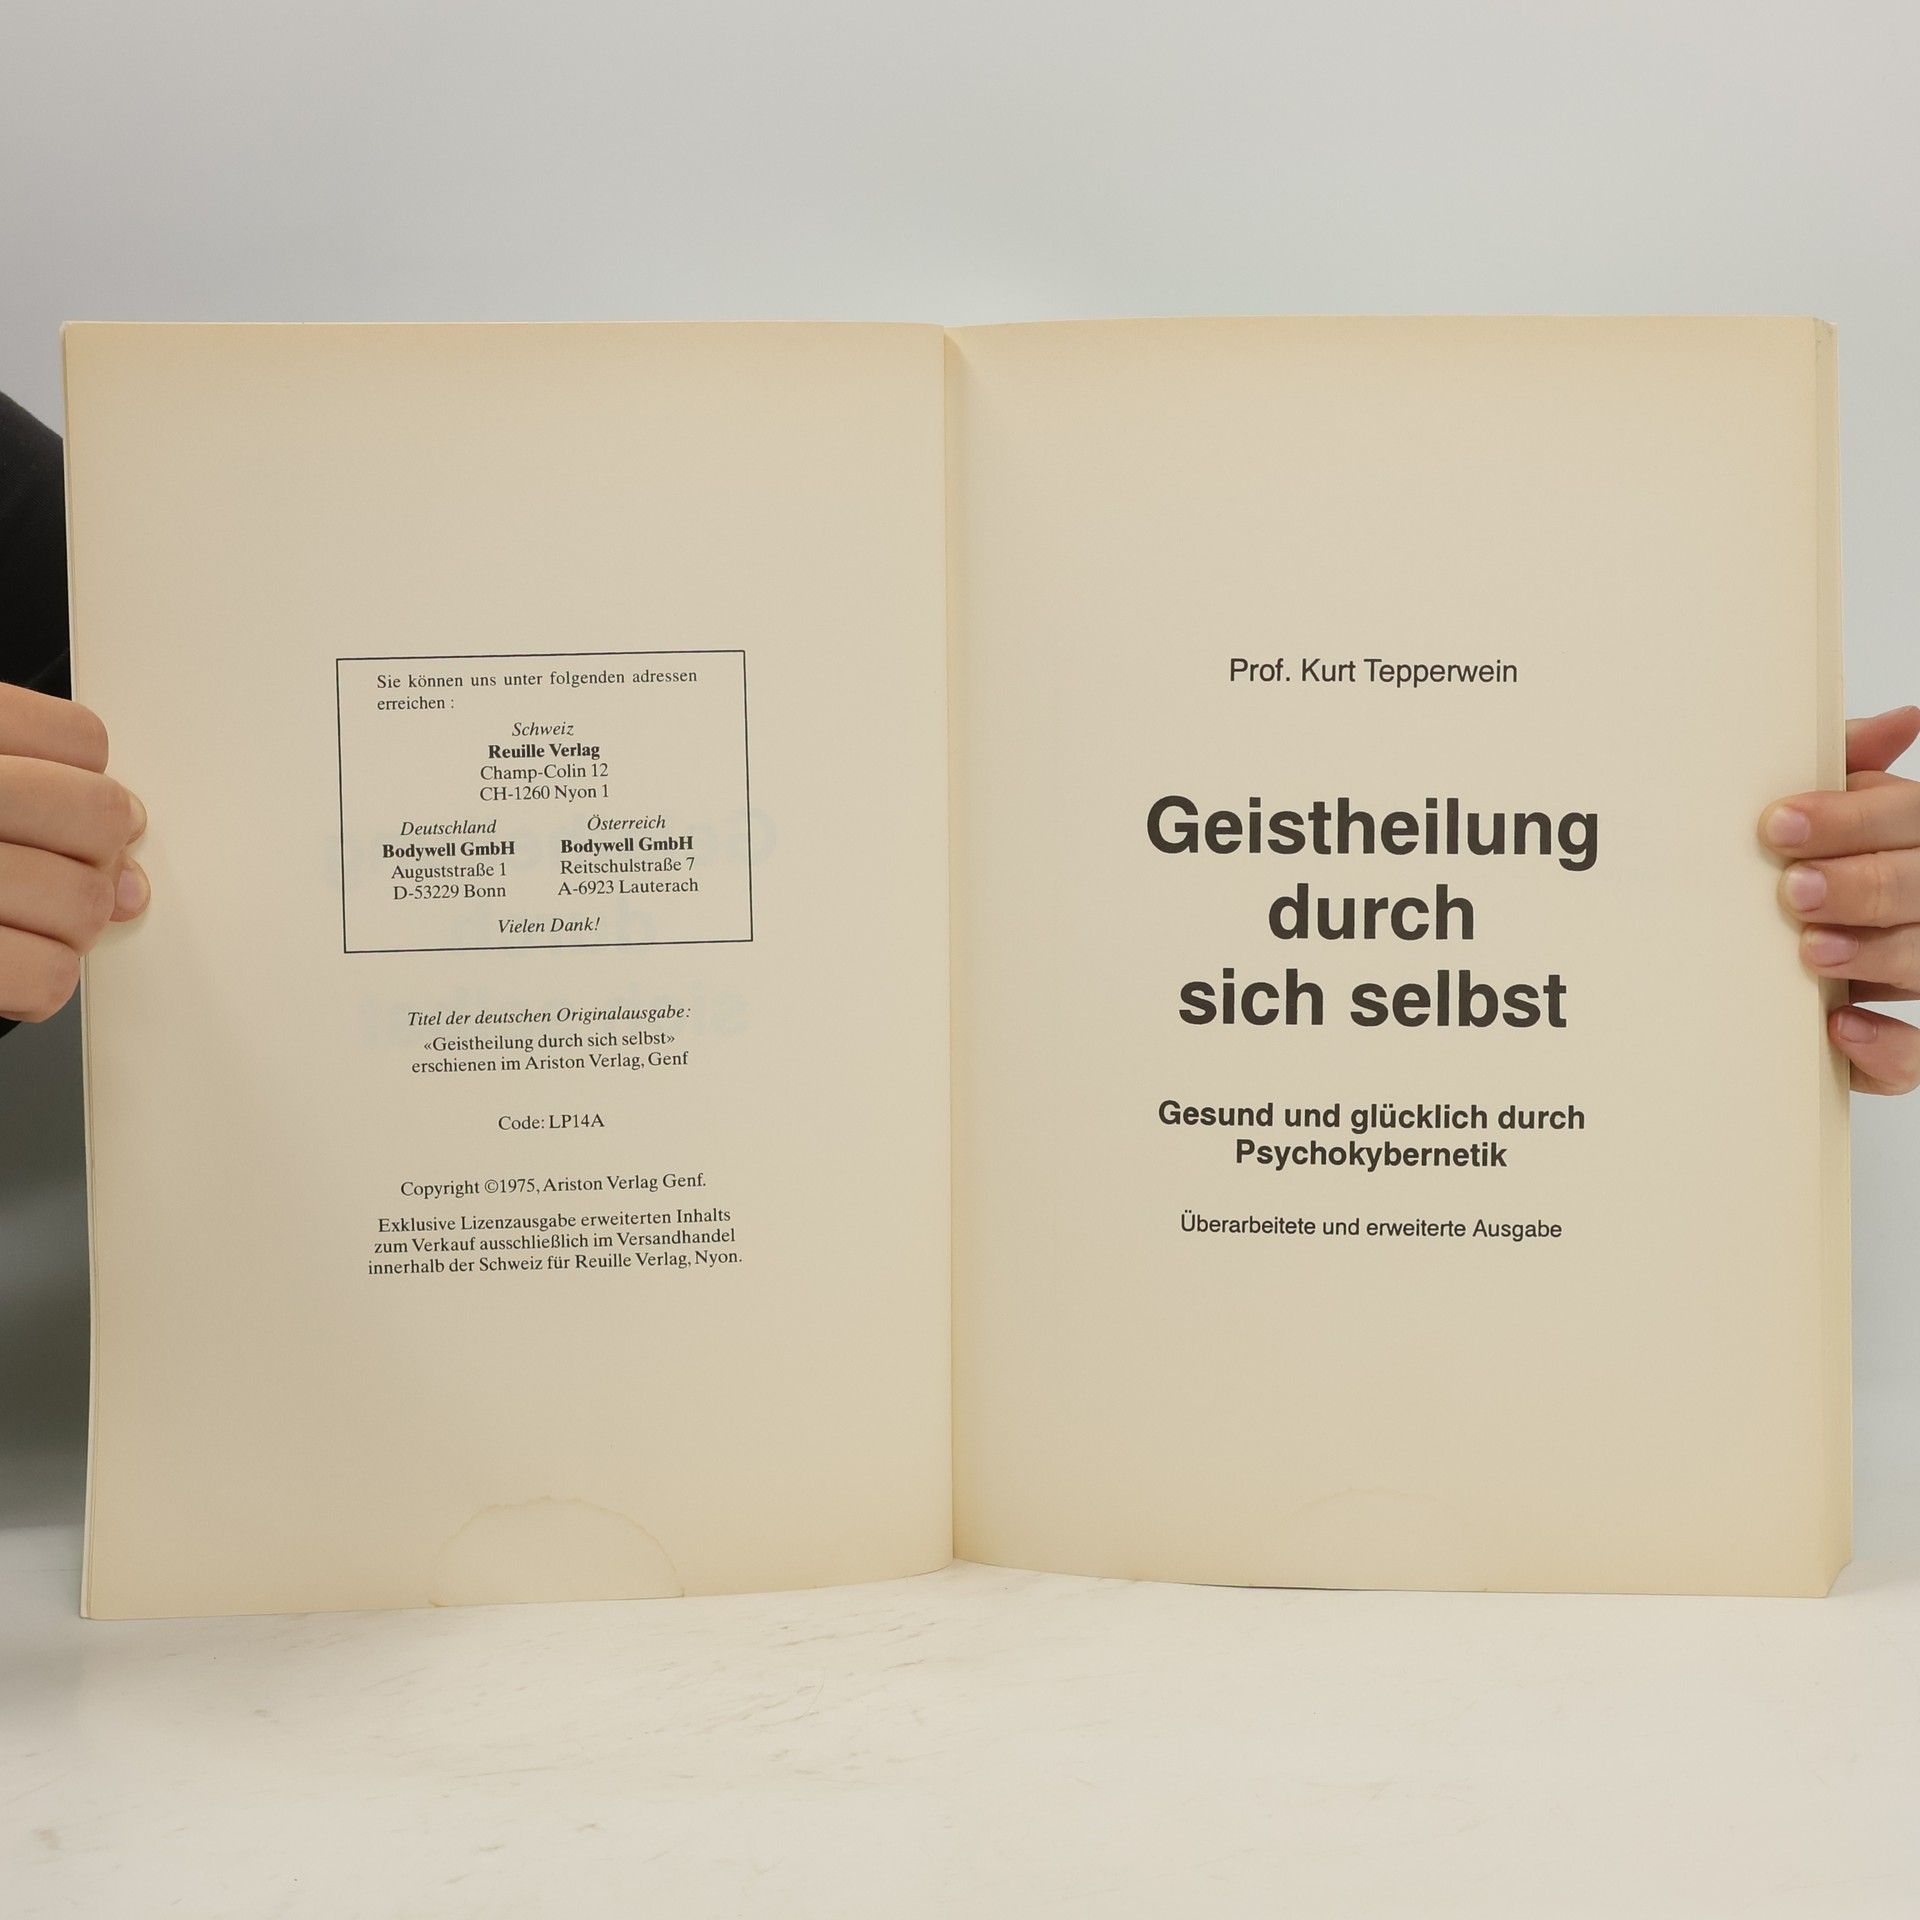 Sie können uns unter folgenden adressen
erreichen :
Schweiz
Reuille Verlag
Champ-Colin 12
CH-1260 Nyon 1
Deutschland
Bodywell GmbH
Auguststraße 1
D-53229 Bonn
Österreich
Bodywell GmbH
Reitschulstraße 7
A-6923 Lauterach
Vielen Dank!
Titel der deutschen Originalausgabe:
«Geistheilung durch sich selbst»
erschienen im Ariston Verlag, Genf
Code: LP14A
Copyright ©1975, Ariston Verlag Genf.
Exklusive Lizenzausgabe erweiterten Inhalts
zum Verkauf ausschließlich im Versandhandel
innerhalb der Schweiz für Reuille Verlag, Nyon.
Prof. Kurt Tepperwein
Geistheilung
durch
sich selbst
Gesund und glücklich durch
Psychokybernetik
Überarbeitete und erweiterte Ausgabe